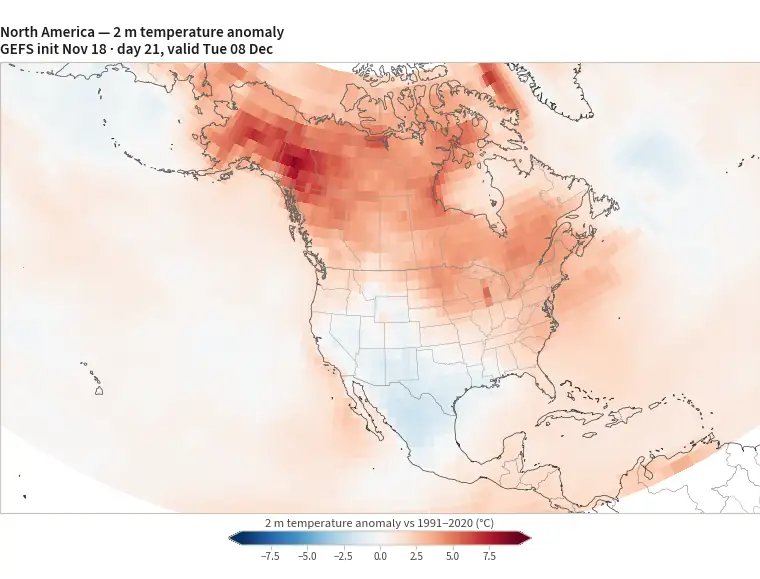 North America — 2 m temperature anomaly
GEFS init Nov 18 · day 21, valid Tue 08 Dec
2 m temperature anomaly vs 1991–2020 (°C)
−7.5 −5.0 −2.5 0.0 2.5 5.0 7.5